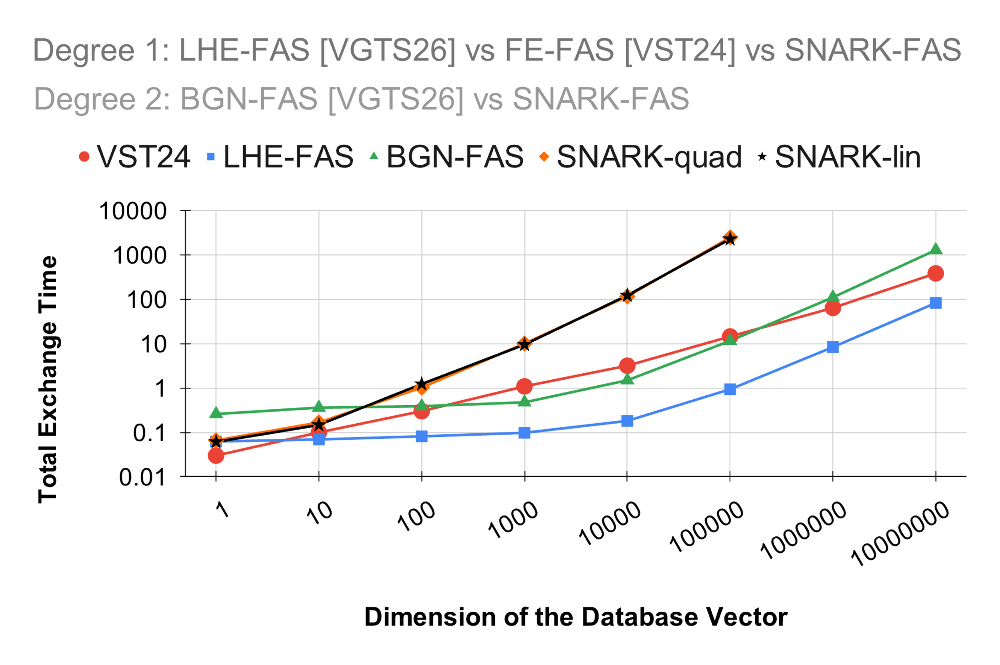 Degree 1: LHE-FAS [VGTS26] vs FE-FAS [VST24] vs SNARK-FAS
Degree 2: BGN-FAS [VGTS26] vs SNARK-FAS
VST24 LHE-FAS BGN-FAS SNARK-quad SNARK-lin
Total Exchange Time
10000
1000
100
10
1
0.1
0.01
1 10 100 1000 10000 100000 1000000 10000000
Dimension of the Database Vector